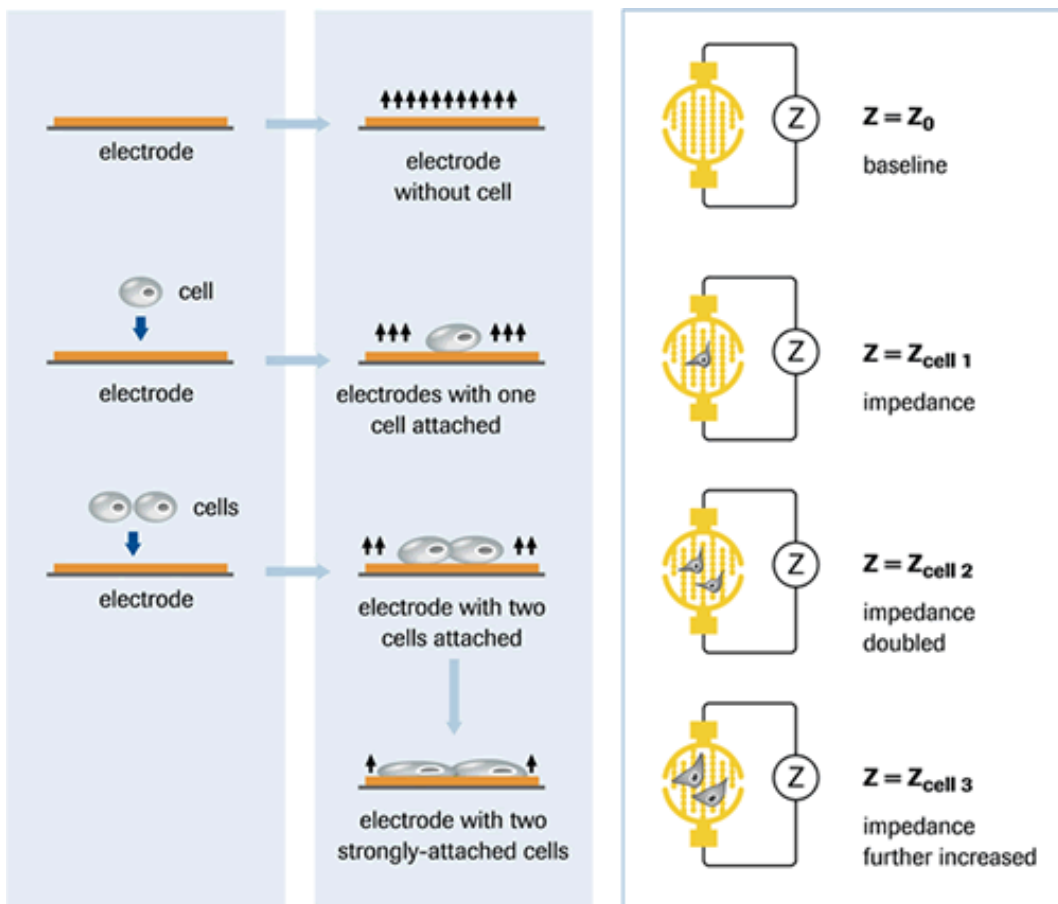 electrode
electrode
without cell
Z
Z = Z0
baseline
cell
electrode
electrodes with one
cell attached
Z
Z = Zcell 1
impedance
cells
electrode
electrode with two
cells attached
Z
Z = Zcell 2
impedance
doubled
electrode with two
strongly-attached cells
Z
Z = Zcell 3
impedance
further increased